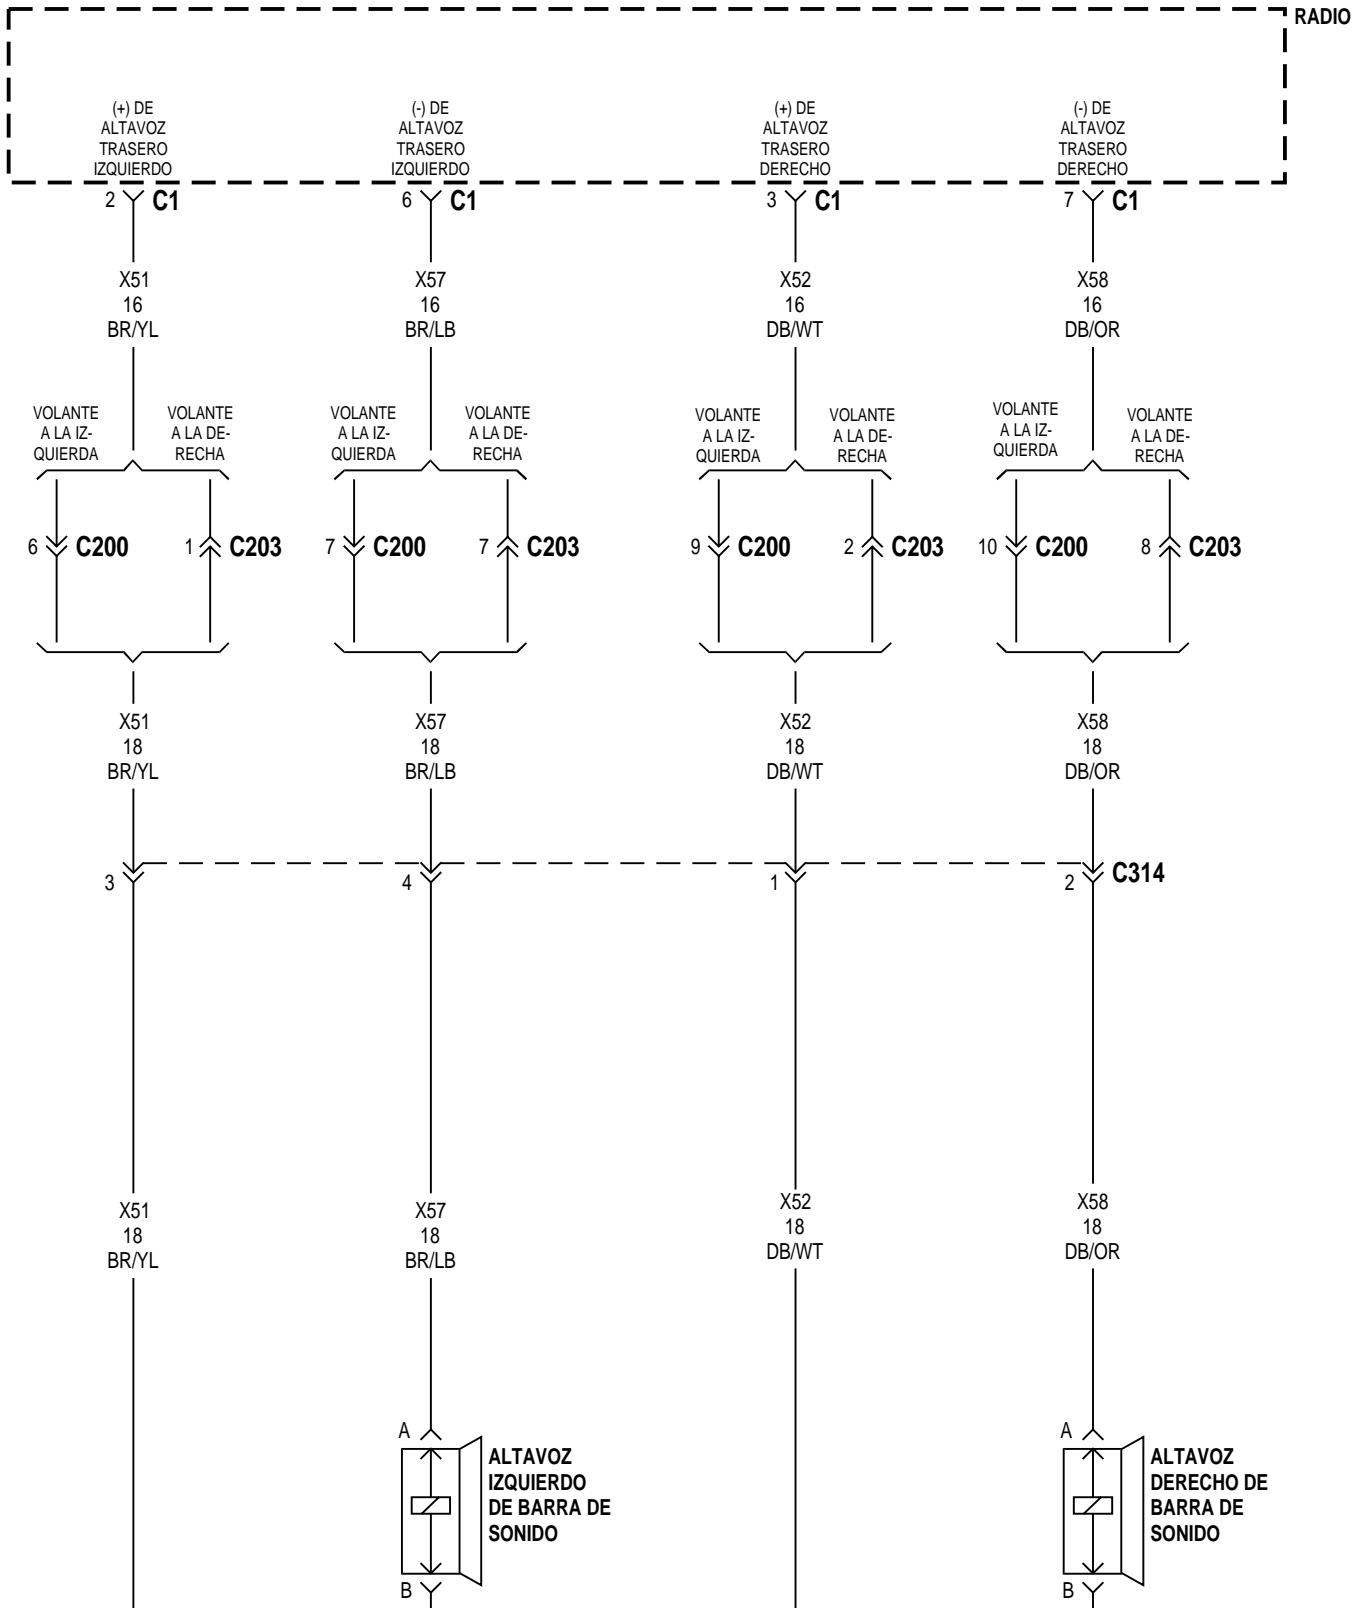 RADIO
(+) DE
ALTAVOZ
TRASERO
IZQUIERDO
(-) DE
ALTAVOZ
TRASERO
IZQUIERDO
(+) DE
ALTAVOZ
TRASERO
DERECHO
(-) DE
ALTAVOZ
TRASERO
DERECHO
2 C1
6 C1
3 C1
7 C1
X51
16
BR/YL
X57
16
BR/LB
X52
16
DB/WT
X58
16
DB/OR
VOLANTE
A LA IZ-
QUIERDA
VOLANTE
A LA DE-
RECHA
VOLANTE
A LA IZ-
QUIERDA
VOLANTE
A LA DE-
RECHA
VOLANTE
A LA IZ-
QUIERDA
VOLANTE
A LA DE-
RECHA
VOLANTE
A LA IZ-
QUIERDA
VOLANTE
A LA DE-
RECHA
6 C200
1 C203
7 C200
7 C203
9 C200
2 C203
10 C200
8 C203
X51
18
BR/YL
X57
18
BR/LB
X52
18
DB/WT
X58
18
DB/OR
3
4
1
2 C314
X51
18
BR/YL
X57
18
BR/LB
X52
18
DB/WT
X58
18
DB/OR
A
ALTAVOZ
IZQUIERDO
DE BARRA DE
SONIDO
B
A
ALTAVOZ
DERECHO DE
BARRA DE
SONIDO
B